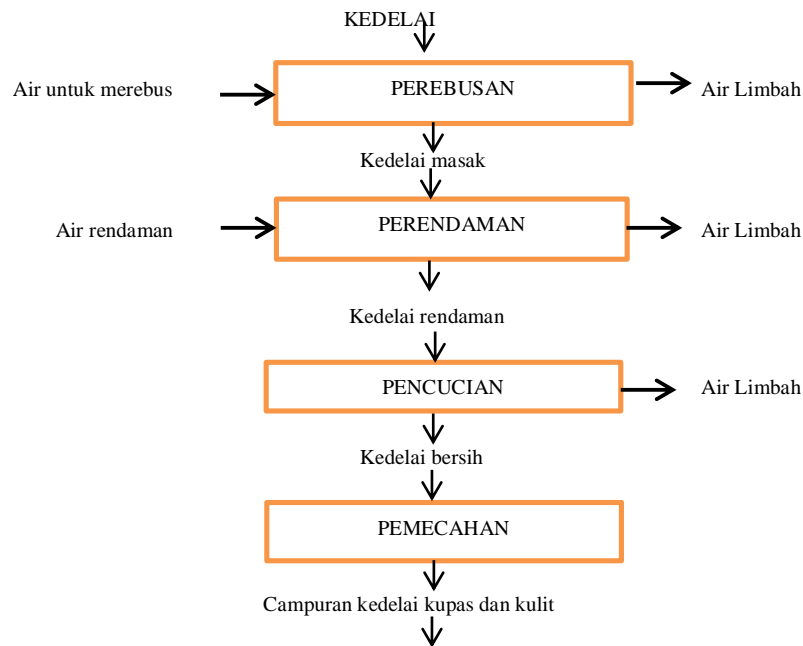 KEDELAI
Air untuk merebus
PEREBUSAN
Air Limbah
Kedelai masak
Air rendaman
PERENDAMAN
Air Limbah
Kedelai rendaman
PENCUCIAN
Air Limbah
Kedelai bersih
PEMECAHAN
Campuran kedelai kupas dan kulit